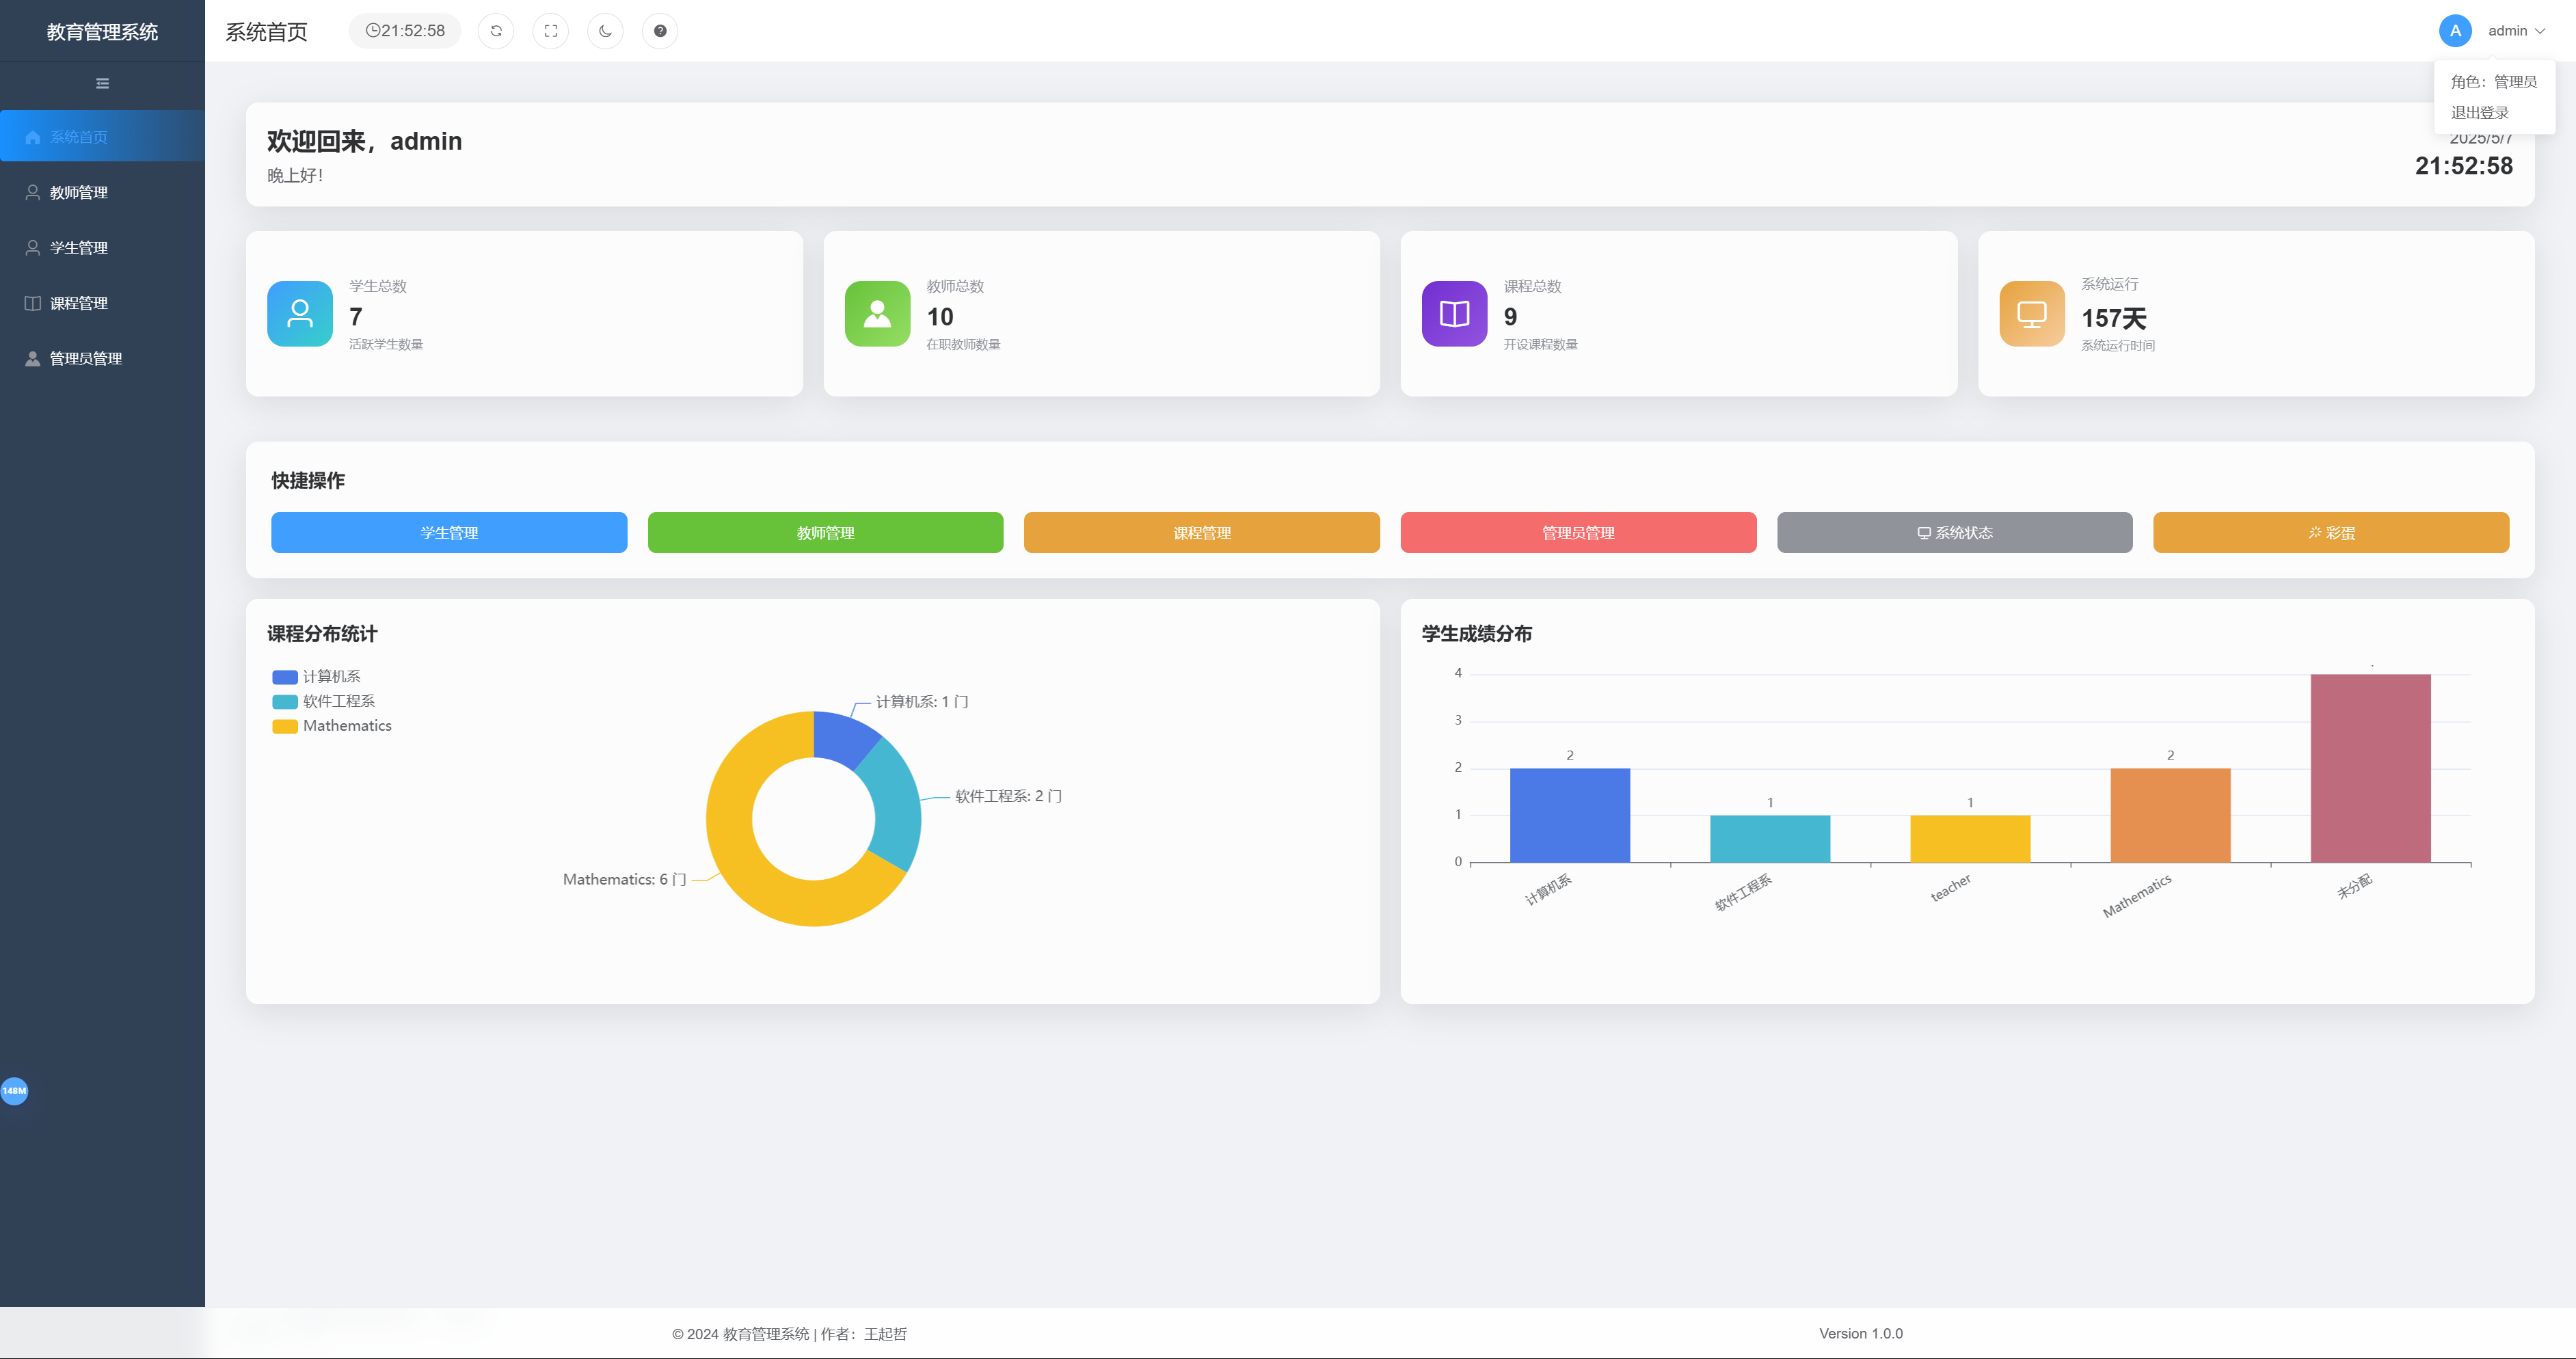 教育管理系统
系统首页
21:52:58
A
admin
角色：管理员
退出登录
系统首页
教师管理
学生管理
课程管理
管理员管理
欢迎回来，admin
晚上好！
2025/5/7
21:52:58
学生总数
7
活跃学生数量
教师总数
10
在职教师数量
课程总数
9
开设课程数量
系统运行
157天
系统运行时间
快捷操作
学生管理
教师管理
课程管理
管理员管理
系统状态
彩蛋
课程分布统计
计算机系
软件工程系
Mathematics
计算机系: 1 门
软件工程系: 2 门
Mathematics: 6 门
学生成绩分布
4
3
2
1
0
2
1
1
2
计算机系
软件工程系
teacher
Mathematics
未分配
148M
© 2024 教育管理系统 | 作者：王起哲
Version 1.0.0